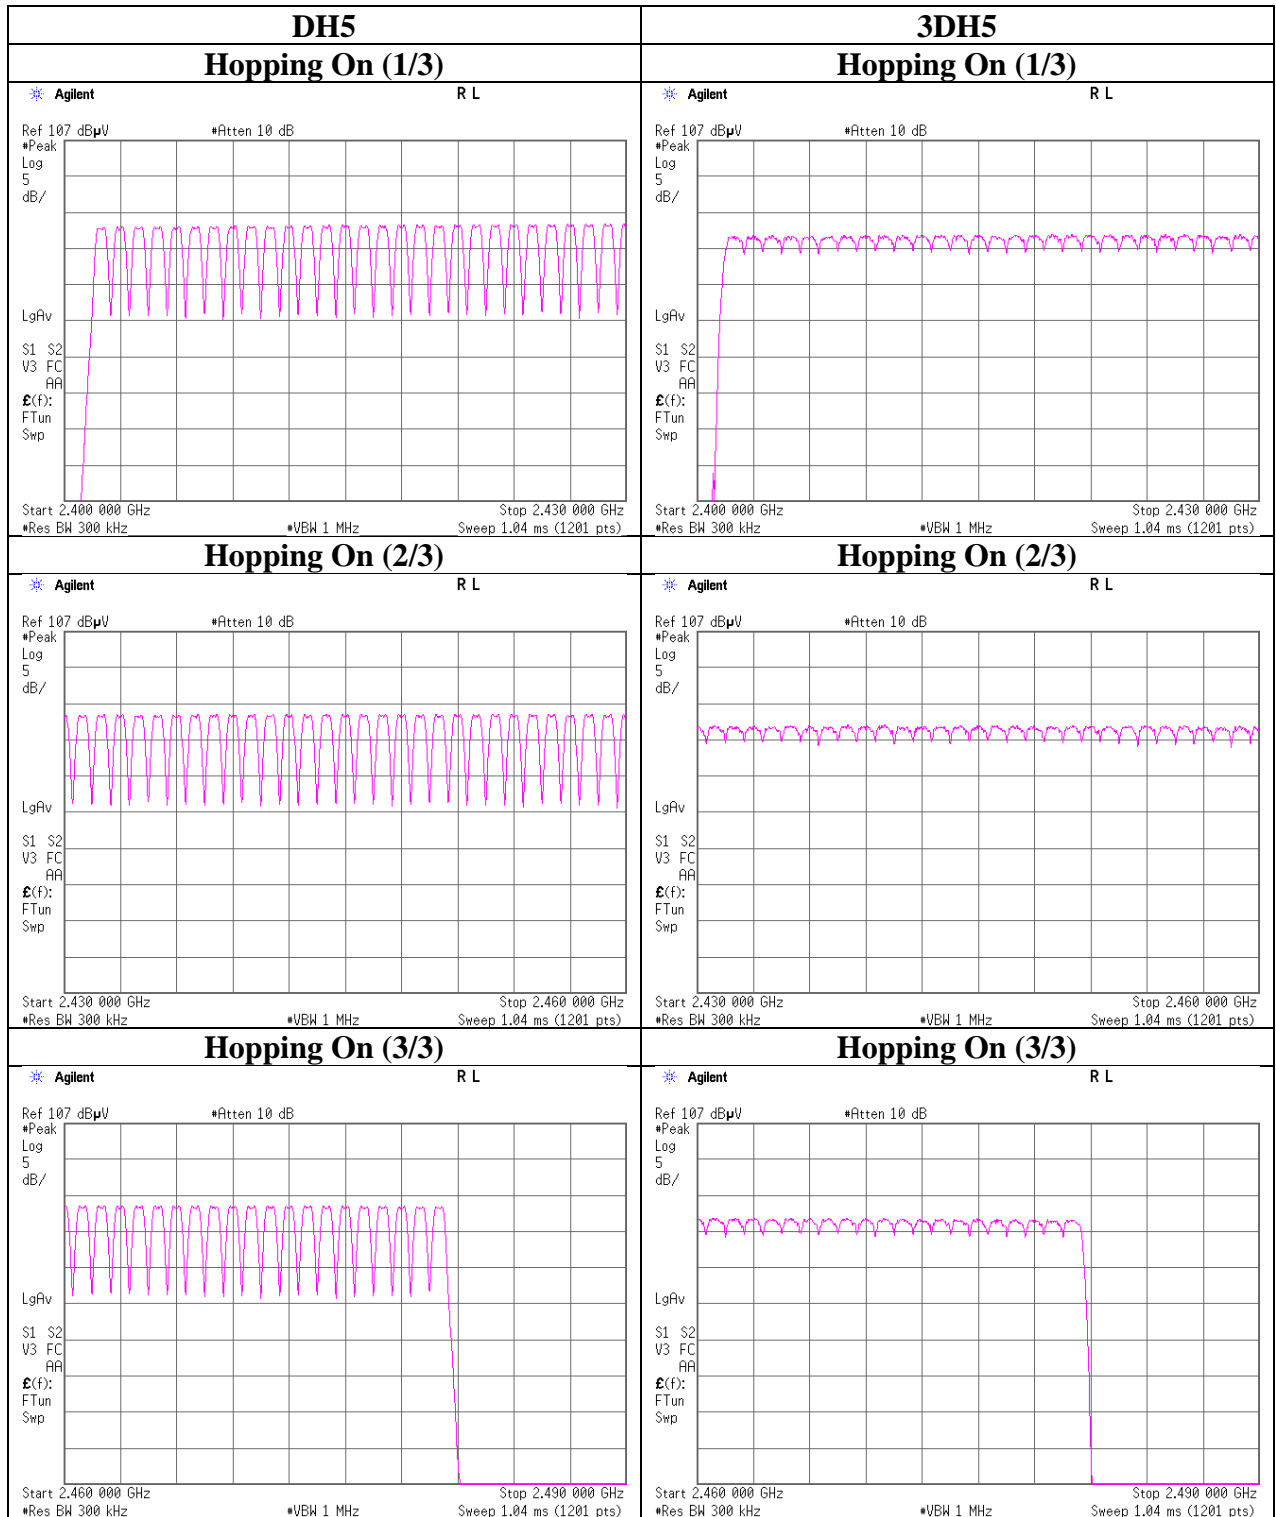 DH5 3DH5
Hopping On (1/3) Hopping On (1/3)
Agilent R L
Ref 107 dBµV #Atten 10 dB
#Peak
Log
5
dB/
LgAv
S1 S2
V3 FC
AA
£(f):
FTun
Swp
Start 2.400 000 GHz Stop 2.430 000 GHz
#Res BW 300 kHz #VBW 1 MHz Sweep 1.04 ms (1201 pts)
Agilent R L
Ref 107 dBµV #Atten 10 dB
#Peak
Log
5
dB/
LgAv
S1 S2
V3 FC
AA
£(f):
FTun
Swp
Start 2.400 000 GHz Stop 2.430 000 GHz
#Res BW 300 kHz #VBW 1 MHz Sweep 1.04 ms (1201 pts)
Hopping On (2/3) Hopping On (2/3)
Agilent R L
Ref 107 dBµV #Atten 10 dB
#Peak
Log
5
dB/
LgAv
S1 S2
V3 FC
AA
£(f):
FTun
Swp
Start 2.430 000 GHz Stop 2.460 000 GHz
#Res BW 300 kHz #VBW 1 MHz Sweep 1.04 ms (1201 pts)
Agilent R L
Ref 107 dBµV #Atten 10 dB
#Peak
Log
5
dB/
LgAv
S1 S2
V3 FC
AA
£(f):
FTun
Swp
Start 2.430 000 GHz Stop 2.460 000 GHz
#Res BW 300 kHz #VBW 1 MHz Sweep 1.04 ms (1201 pts)
Hopping On (3/3) Hopping On (3/3)
Agilent R L
Ref 107 dBµV #Atten 10 dB
#Peak
Log
5
dB/
LgAv
S1 S2
V3 FC
AA
£(f):
FTun
Swp
Start 2.460 000 GHz Stop 2.490 000 GHz
#Res BW 300 kHz #VBW 1 MHz Sweep 1.04 ms (1201 pts)
Agilent R L
Ref 107 dBµV #Atten 10 dB
#Peak
Log
5
dB/
LgAv
S1 S2
V3 FC
AA
£(f):
FTun
Swp
Start 2.460 000 GHz Stop 2.490 000 GHz
#Res BW 300 kHz #VBW 1 MHz Sweep 1.04 ms (1201 pts)